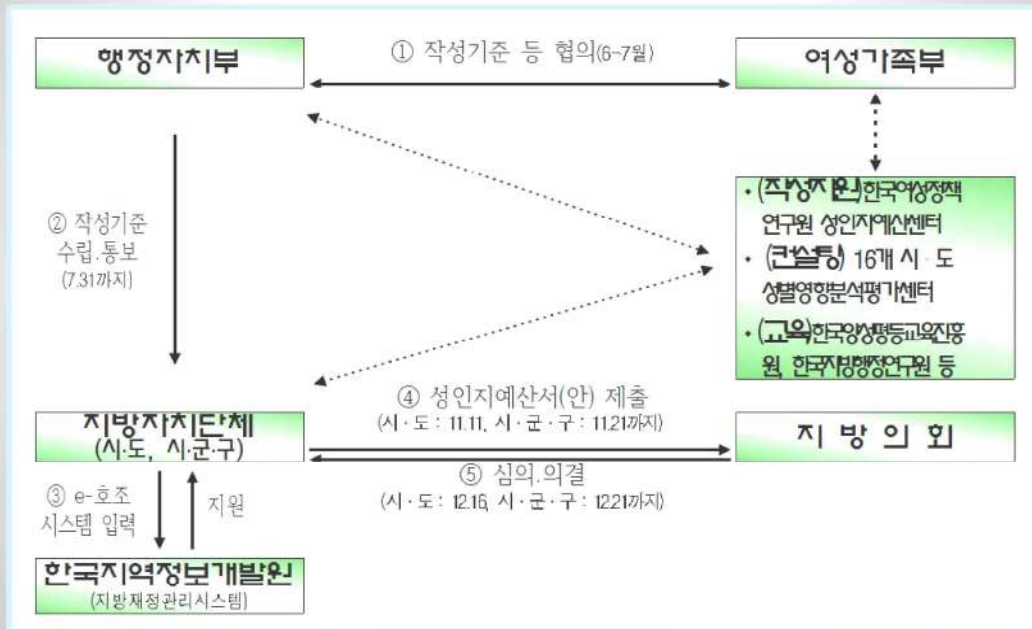 행정자치부
① 작성기준 등 협의(6-7월)
여성가족부
② 작성기준
수립.통보
(7.31까지)
• (작성지원)한국여성정책
연구원 성인지예산센터
• (컨설팅) 16개 시·도
성별영향분석평가센터
• (교육)한국양성평등교육진흥
원, 한국지방행정연구원 등
지방자치단체
(시·도, 시·군·구)
④ 성인지예산서(안) 제출
(시·도 : 11.11, 시·군·구 : 11.21까지)
지 방 의 회
⑤ 심의.의결
(시·도 : 12.16, 시·군·구 : 12.21까지)
③ e-호조
시스템 입력
지원
한국지역정보개발원
(지방재정관리시스템)